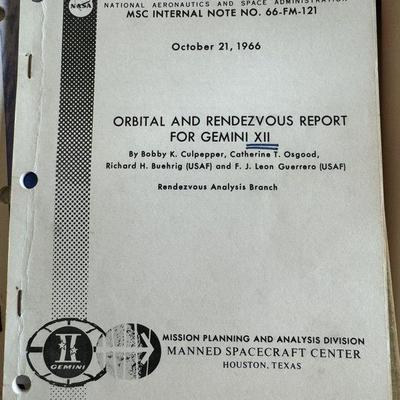 NASA
NATIONAL AERONAUTICS AND SPACE ADMINISTRATION
MSC INTERNAL NOTE NO. 66-FM-121
October 21, 1966
ORBITAL AND RENDEZVOUS REPORT
FOR GEMINI XII
By Bobby K. Culpepper, Catherine T. Osgood,
Richard H. Buehrig (USAF) and F. J. Leon Guerrero (USAF)
Rendezvous Analysis Branch
MISSION PLANNING AND ANALYSIS DIVISION
MANNED SPACECRAFT CENTER
HOUSTON, TEXAS
GEMINI